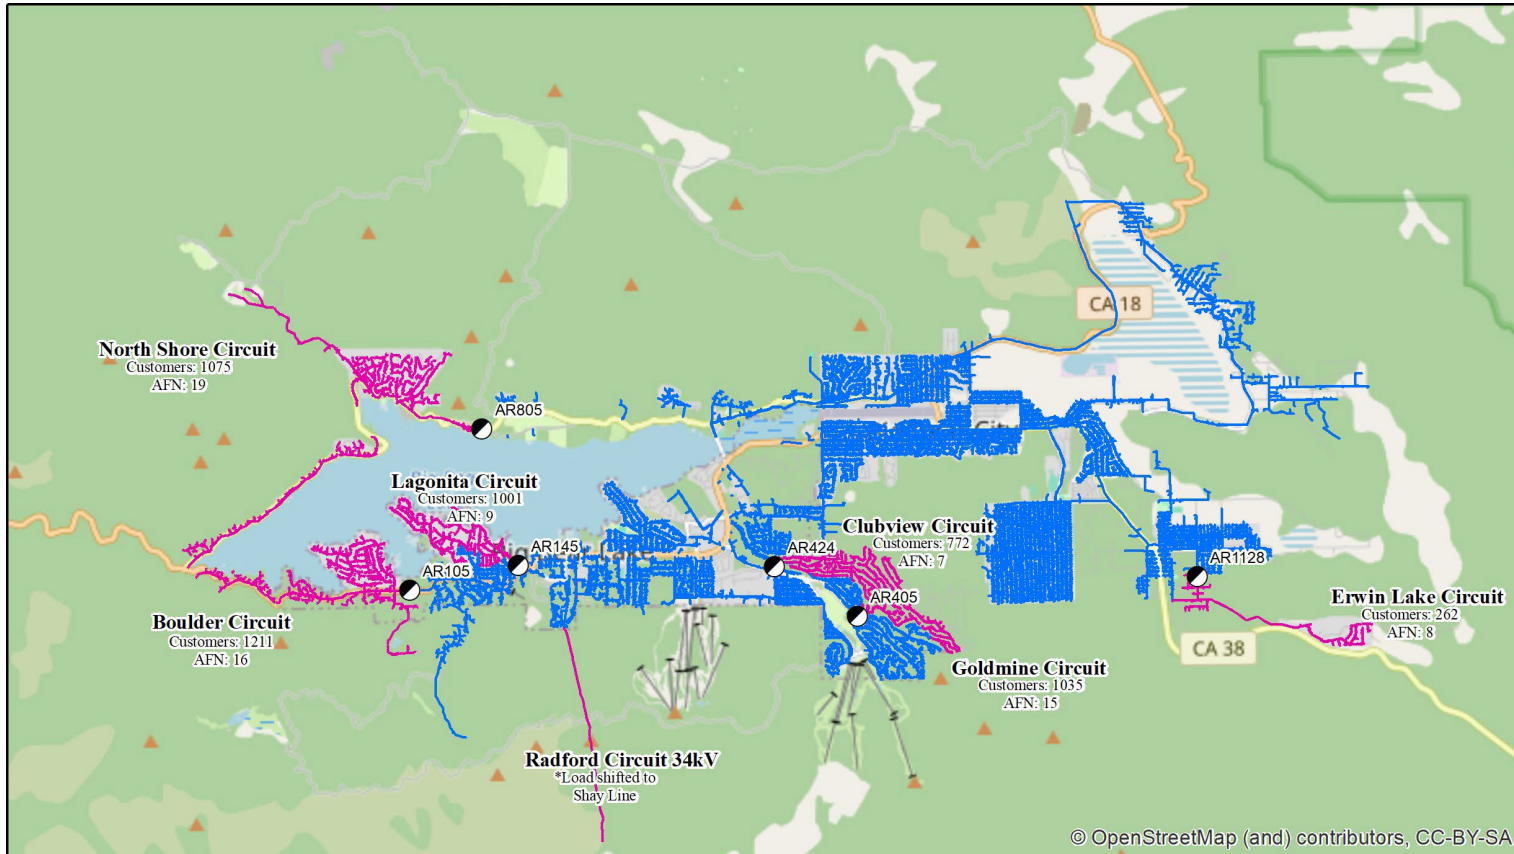 CA 18
North Shore Circuit
Customers: 1075
AFN: 19
AR805
Lagonita Circuit
Customers: 1001
AFN: 9
City
Clubview Circuit
Customers: 772
AFN: 7
AR145
AR424
AR105
AR1128
AR405
Erwin Lake Circuit
Customers: 262
AFN: 8
Boulder Circuit
Customers: 1211
AFN: 16
CA 38
Goldmine Circuit
Customers: 1035
AFN: 15
Radford Circuit 34kV
*Load shifted to
Shay Line
© OpenStreetMap (and) contributors, CC-BY-SA